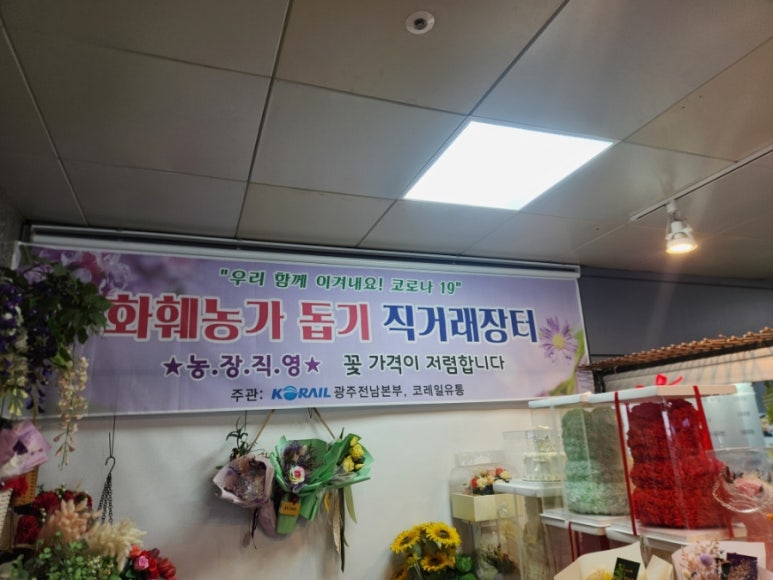 "우리 함께 이겨내요! 코로나 19"
화훼농가 돕기 직거래장터
★농.장.직.영★ 꽃 가격이 저렴합니다
주관: KORAIL 광주전남본부, 코레일유통